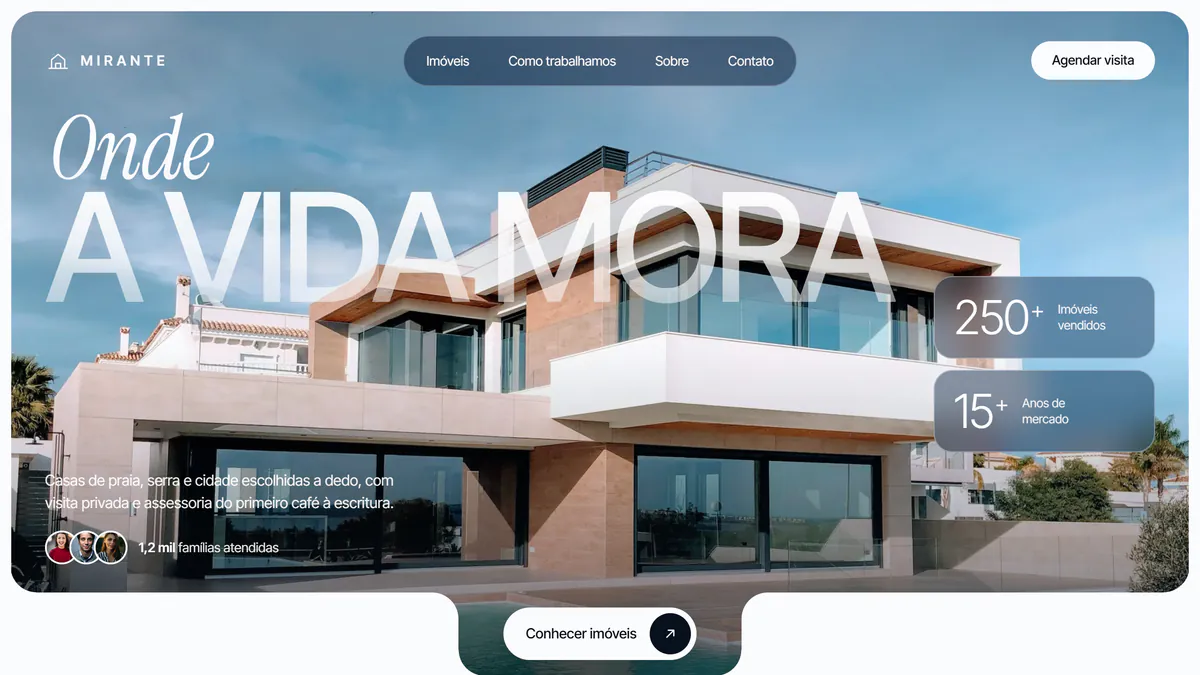 MIRANTE
Imóveis
Como trabalhamos
Sobre
Contato
Agendar visita
Onde
A VIDA MORA
250+
Imóveis
vendidos
15+
Anos de
mercado
Casas de praia, serra e cidade escolhidas a dedo, com
visita privada e assessoria do primeiro café à escritura.
1,2 mil famílias atendidas
Conhecer imóveis